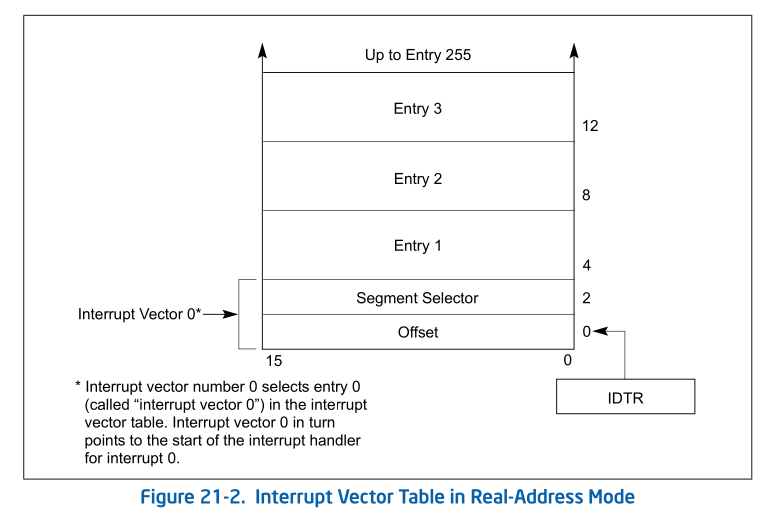 Up to Entry 255
Entry 3
12
Entry 2
8
Entry 1
4
Segment Selector
2
Interrupt Vector 0*
Offset
0
15
0
IDTR
* Interrupt vector number 0 selects entry 0
(called “interrupt vector 0”) in the interrupt
vector table. Interrupt vector 0 in turn
points to the start of the interrupt handler
for interrupt 0.
Figure 21-2. Interrupt Vector Table in Real-Address Mode